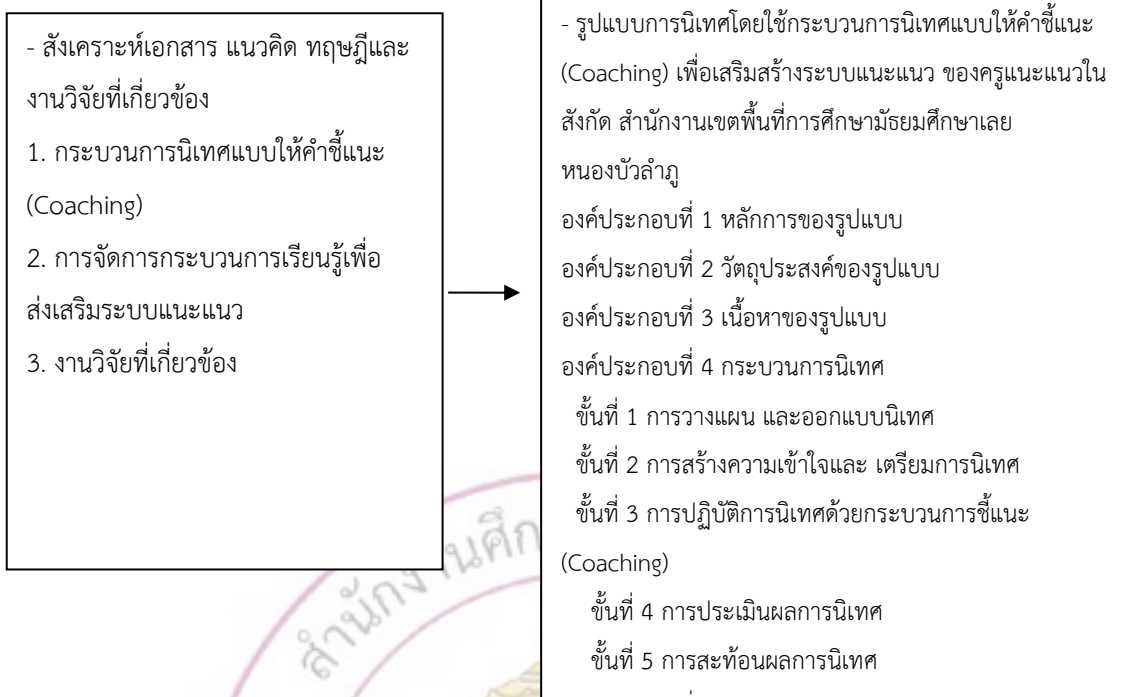 - สังเคราะห์เอกสาร แนวคิด ทฤษฎีและ
งานวิจัยที่เกี่ยวข้อง
1. กระบวนการนิเทศแบบให้คำชี้แนะ
(Coaching)
2. การจัดการกระบวนการเรียนรู้เพื่อ
ส่งเสริมระบบแนะแนว
3. งานวิจัยที่เกี่ยวข้อง
- รูปแบบการนิเทศโดยใช้กระบวนการนิเทศแบบให้คำชี้แนะ
(Coaching) เพื่อเสริมสร้างระบบแนะแนว ของครูแนะแนวใน
สังกัด สำนักงานเขตพื้นที่การศึกษามัธยมศึกษาเลย
หนองบัวลำภู
องค์ประกอบที่ 1 หลักการของรูปแบบ
องค์ประกอบที่ 2 วัตถุประสงค์ของรูปแบบ
องค์ประกอบที่ 3 เนื้อหาของรูปแบบ
องค์ประกอบที่ 4 กระบวนการนิเทศ
ขั้นที่ 1 การวางแผน และออกแบบนิเทศ
ขั้นที่ 2 การสร้างความเข้าใจและ เตรียมการนิเทศ
ขั้นที่ 3 การปฏิบัติการนิเทศด้วยกระบวนการชี้แนะ
(Coaching)
ขั้นที่ 4 การประเมินผลการนิเทศ
ขั้นที่ 5 การสะท้อนผลการนิเทศ
สำนักงานศึก